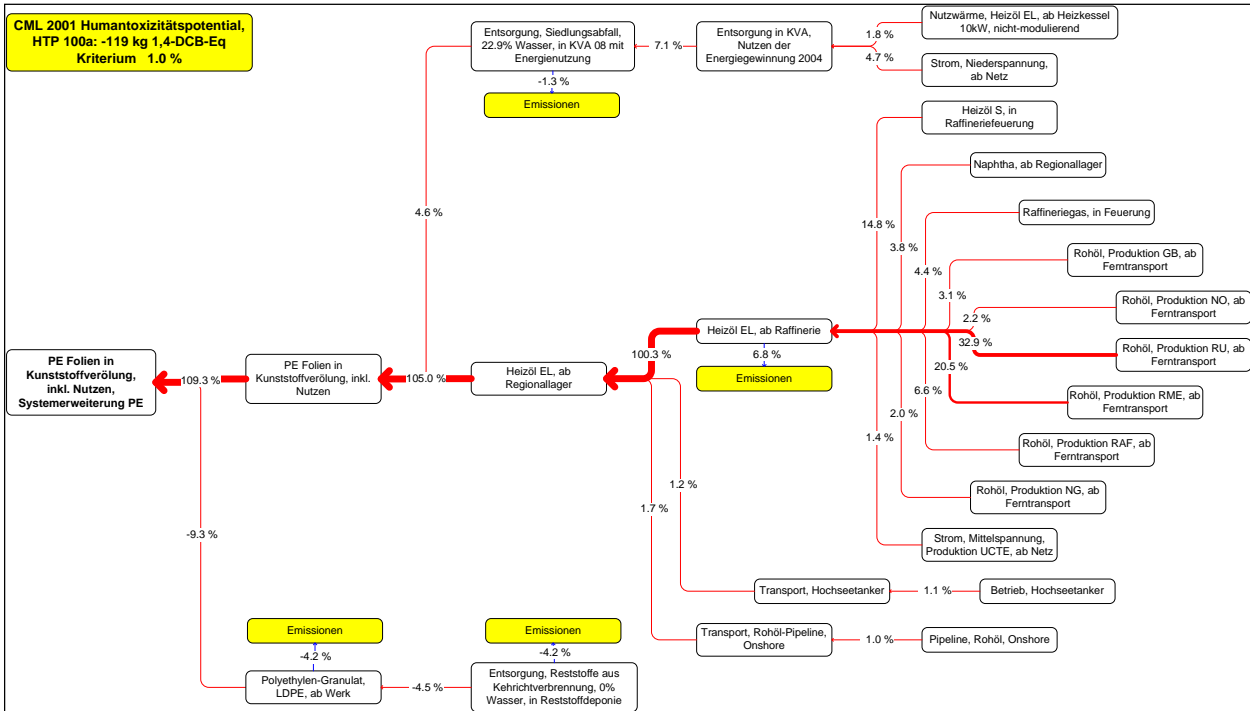 CML 2001 Humantoxizitätspotential,
HTP 100a: -119 kg 1,4-DCB-Eq
Kriterium 1.0 %
Entsorgung, Siedlungsabfall,
22.9% Wasser, in KVA 08 mit
Energienutzung
7.1 %
Entsorgung in KVA,
Nutzen der
Energiegewinnung 2004
1.8 %
4.7 %
Nutzwärme, Heizöl EL, ab Heizkessel
10kW, nicht-modulierend
Strom, Niederspannung,
ab Netz
-1.3 %
Emissionen
4.6 %
Heizöl S, in
Raffineriefeuerung
Naphtha, ab Regionallager
Raffineriegas, in Feuerung
Rohöl, Produktion GB, ab
Ferntransport
Rohöl, Produktion NO, ab
Ferntransport
Rohöl, Produktion RU, ab
Ferntransport
Rohöl, Produktion RME, ab
Ferntransport
Rohöl, Produktion RAF, ab
Ferntransport
Rohöl, Produktion NG, ab
Ferntransport
Strom, Mittelspannung,
Produktion UCTE, ab Netz
14.8 %
3.8 %
4.4 %
3.1 %
2.2 %
32.9 %
20.5 %
6.6 %
2.0 %
1.4 %
Heizöl EL, ab Raffinerie
6.8 %
Emissionen
100.3 %
PE Folien in
Kunststoffverölung,
inkl. Nutzen,
Systemerweiterung PE
109.3 %
PE Folien in
Kunststoffverölung, inkl.
Nutzen
105.0 %
Heizöl EL, ab
Regionallager
1.2 %
1.7 %
Transport, Hochseetanker
1.1 %
Betrieb, Hochseetanker
Transport, Rohöl-Pipeline,
Onshore
1.0 %
Pipeline, Rohöl, Onshore
-9.3 %
Emissionen
-4.2 %
Polyethylen-Granulat,
LDPE, ab Werk
-4.5 %
Emissionen
-4.2 %
Entsorgung, Reststoffe aus
Kehrichtverbrennung, 0%
Wasser, in Reststoffdeponie